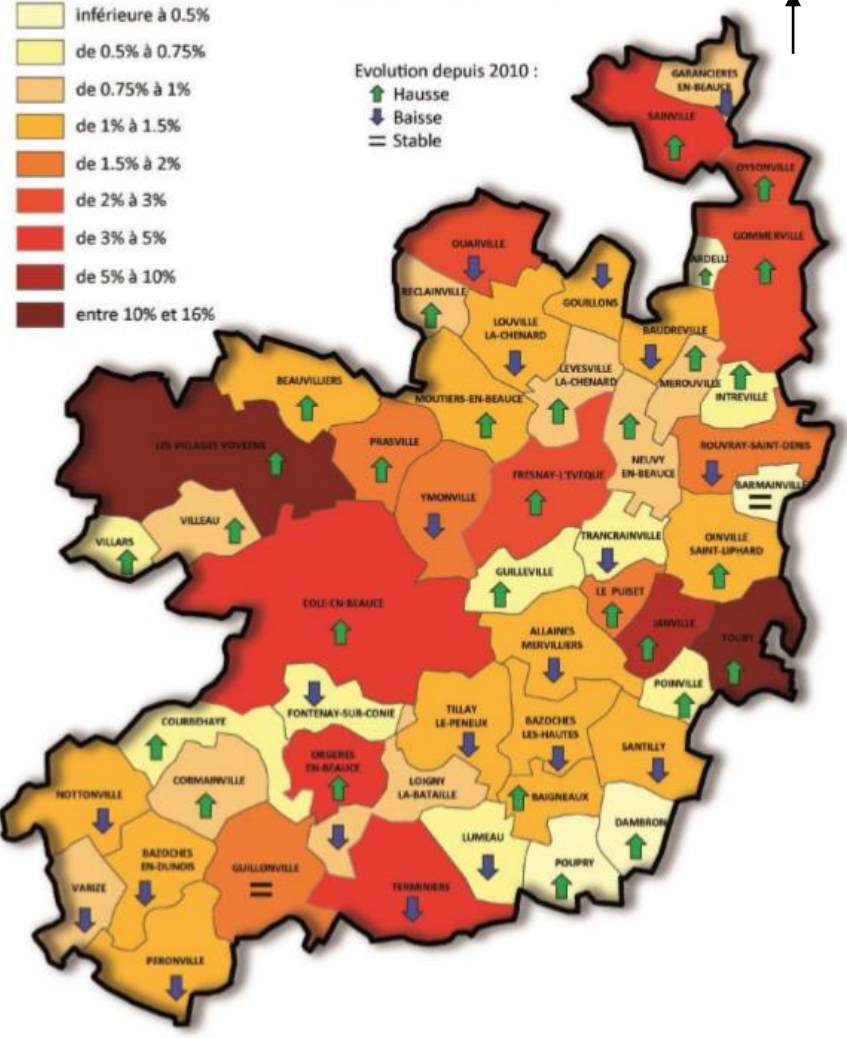 inférieure à 0.5%
de 0.5% à 0.75%
de 0.75% à 1%
de 1% à 1.5%
de 1.5% à 2%
de 2% à 3%
de 3% à 5%
de 5% à 10%
entre 10% et 16%
Evolution depuis 2010 :
Hausse
Baisse
= Stable
GARANCIERES
EN-BEAUCE
SAINVILLE
OYSONVILLE
GOMMERVILLE
ARDELU
OUARVILLE
RECLAINVILLE
GOUILLONS
LOUVILLE
LA-CHENARD
BAUDREVILLE
LEVESVILLE
LA-CHENARD
MEROUVILLE
INTREVILLE
BEAUVILLIERS
MOUTIERS-EN-BEAUCE
LES VILLAGES VOVEENS
PRASVILLE
ROUVRAY-SAINT-DENIS
NEUVY
EN-BEAUCE
FRESNAY-L'EVEQUE
BARMAINVILLE
YMONVILLE
VILLEAU
VILLARS
TRANCRAINVILLE
OINVILLE
SAINT-LIPHARD
GUILLEVILLE
LE PUISET
EOLE-EN-BEAUCE
JANVILLE
TOURY
ALLAINES
MERVILLIERS
POINVILLE
FONTENAY-SUR-CONIE
COURBEHAYE
TILLAY
LE-PENEUX
BAZOCHES
LES-HAUTES
SANTILLY
ORGERES
EN-BEAUCE
CORMAINVILLE
LOIGNY
LA-BATAILLE
NOTTONVILLE
BAIGNEAUX
DAMBRON
LUMEAU
BAZOCHES
EN-DUNOIS
GUILLONVILLE
POUPRY
VARIZE
TERMINIERS
PERONVILLE